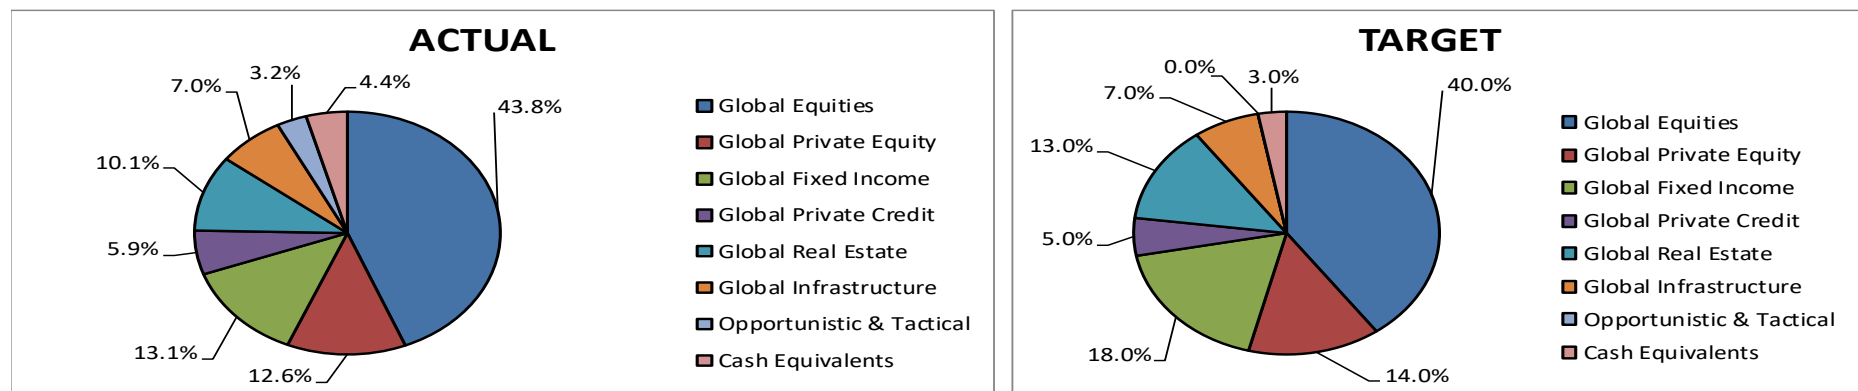 ACTUAL
3.2%
4.4%
7.0%
43.8%
10.1%
5.9%
13.1%
12.6%
Global Equities
Global Private Equity
Global Fixed Income
Global Private Credit
Global Real Estate
Global Infrastructure
Opportunistic & Tactical
Cash Equivalents
TARGET
0.0%
3.0%
7.0%
40.0%
13.0%
5.0%
18.0%
14.0%
Global Equities
Global Private Equity
Global Fixed Income
Global Private Credit
Global Real Estate
Global Infrastructure
Opportunistic & Tactical
Cash Equivalents